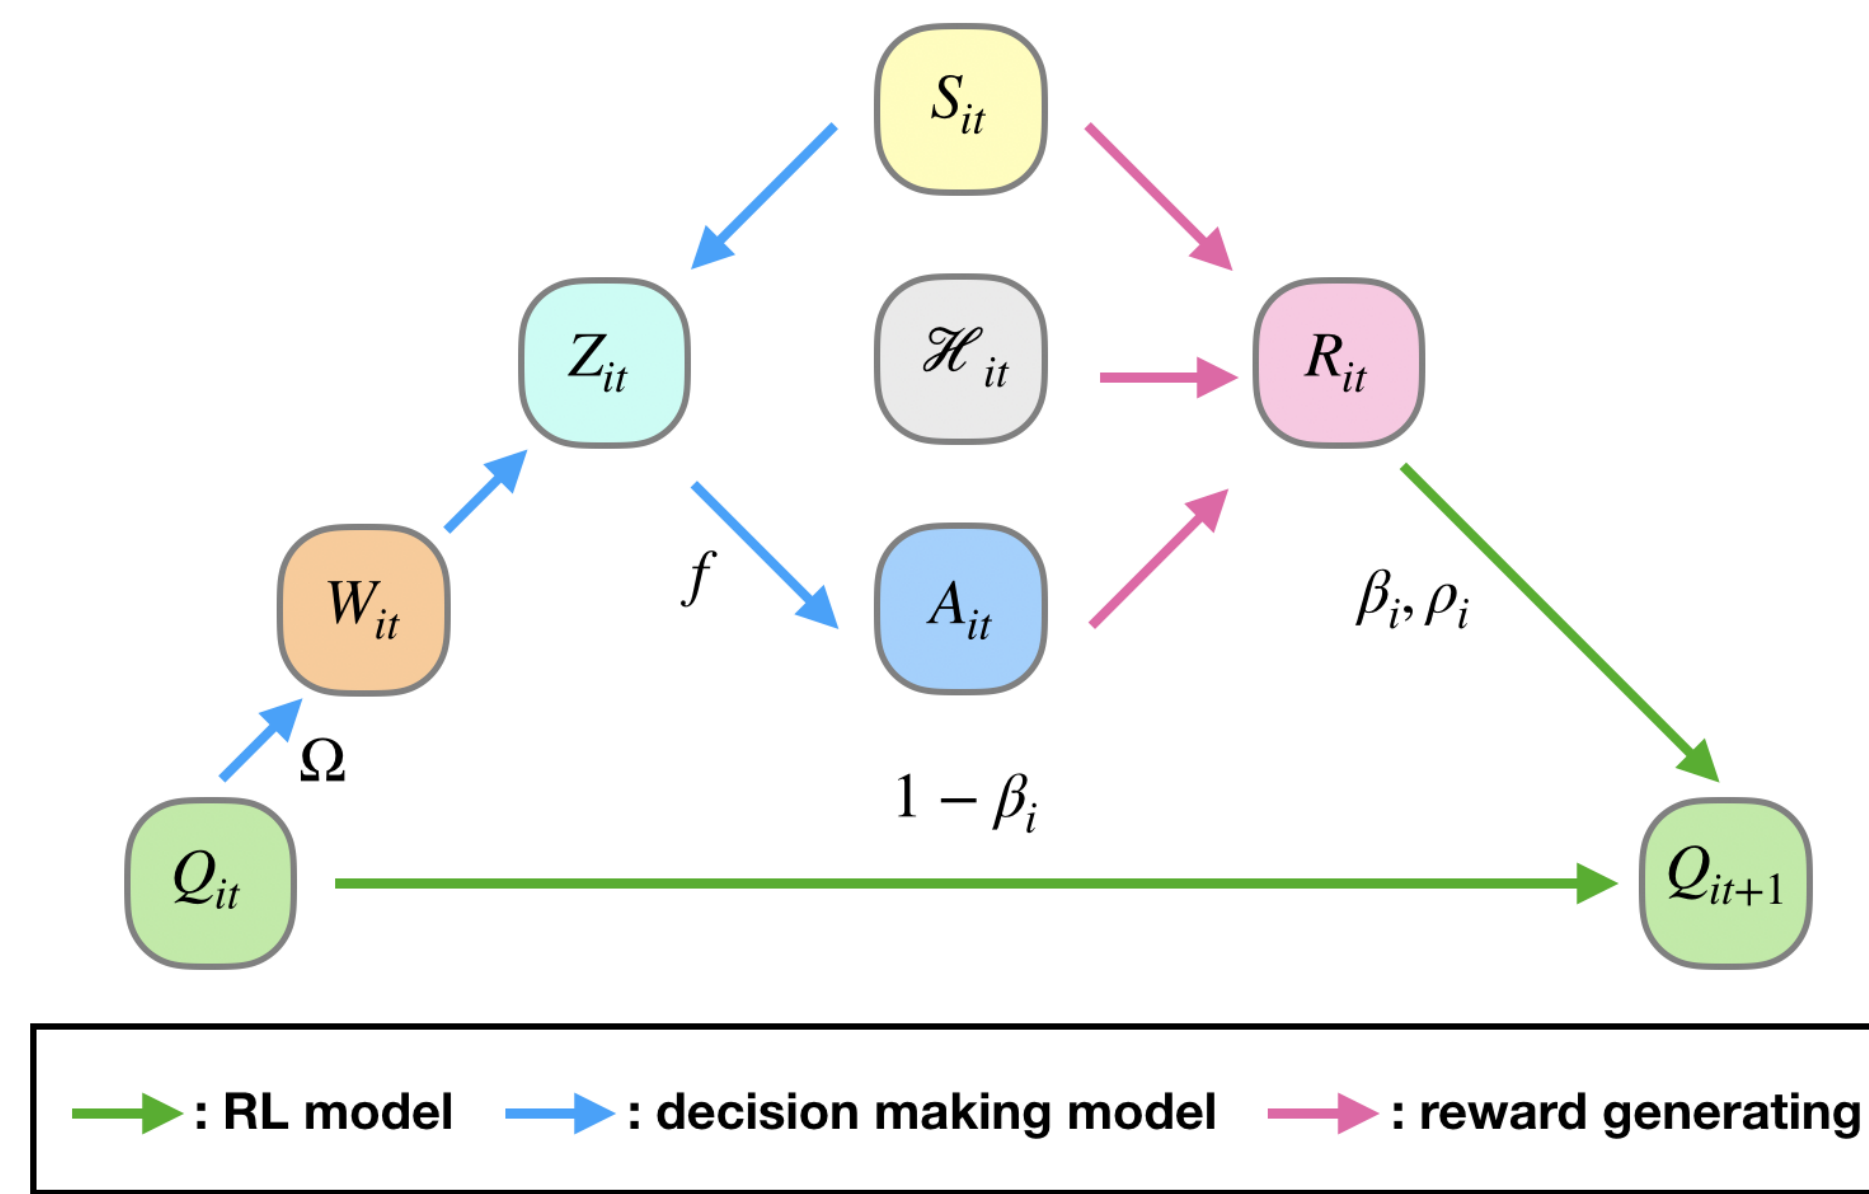 S_it
Z_it
ℋ_it
R_it
f
W_it
A_it
β_i, ρ_i
Ω
1 − β_i
Q_it
Q_it+1
: RL model : decision making model : reward generating